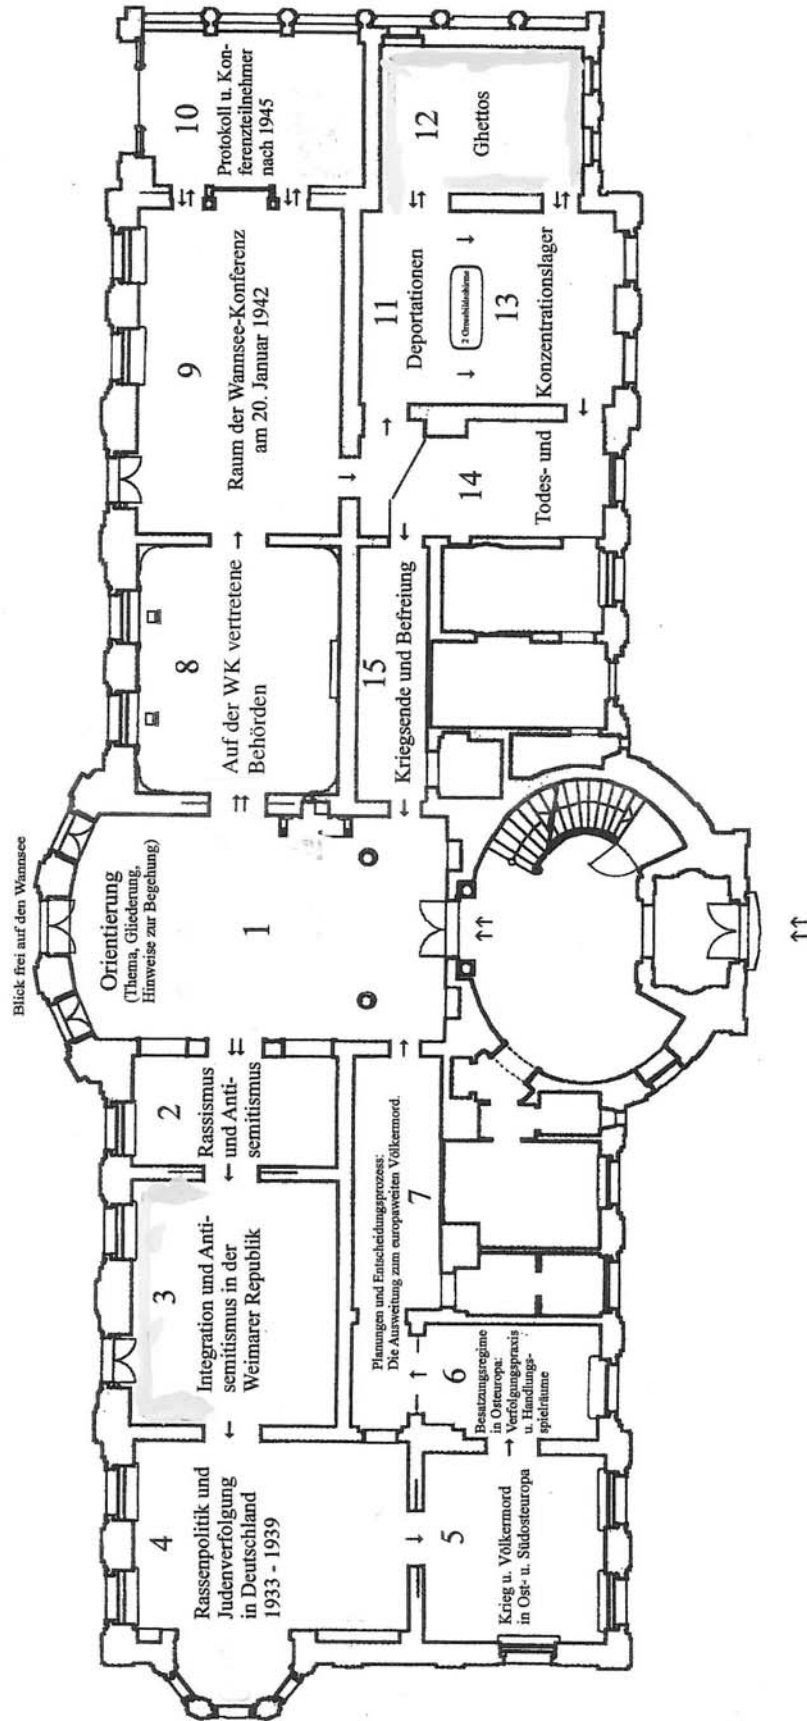 Blick frei auf den Wannsee
Orientierung
(Thema, Gliederung,
Hinweise zur Begehung)
1
2
Rassismus
und Anti-
semitismus
3
Integration und Anti-
semitismus in der
Weimarer Republik
4
Rassenpolitik und
Judenverfolgung
in Deutschland
1933 - 1939
5
Krieg u. Völkermord
in Ost- u. Südosteuropa
6
Besatzungsregime
in Osteuropa:
Verfolgungspraxis
u. Handlungs-
spielräume
Planungen und Entscheidungsprozess:
Die Ausweitung zum europaweiten Völkermord.
7
8
Auf der WK vertretene
Behörden
9
Raum der Wannsee-Konferenz
am 20. Januar 1942
10
Protokoll u. Kon-
ferenzteilnehmer
nach 1945
11
Deportationen
2 Grossbildschirme
12
Ghettos
13
Konzentrationslager
14
Todes- und
15
Kriegsende und Befreiung